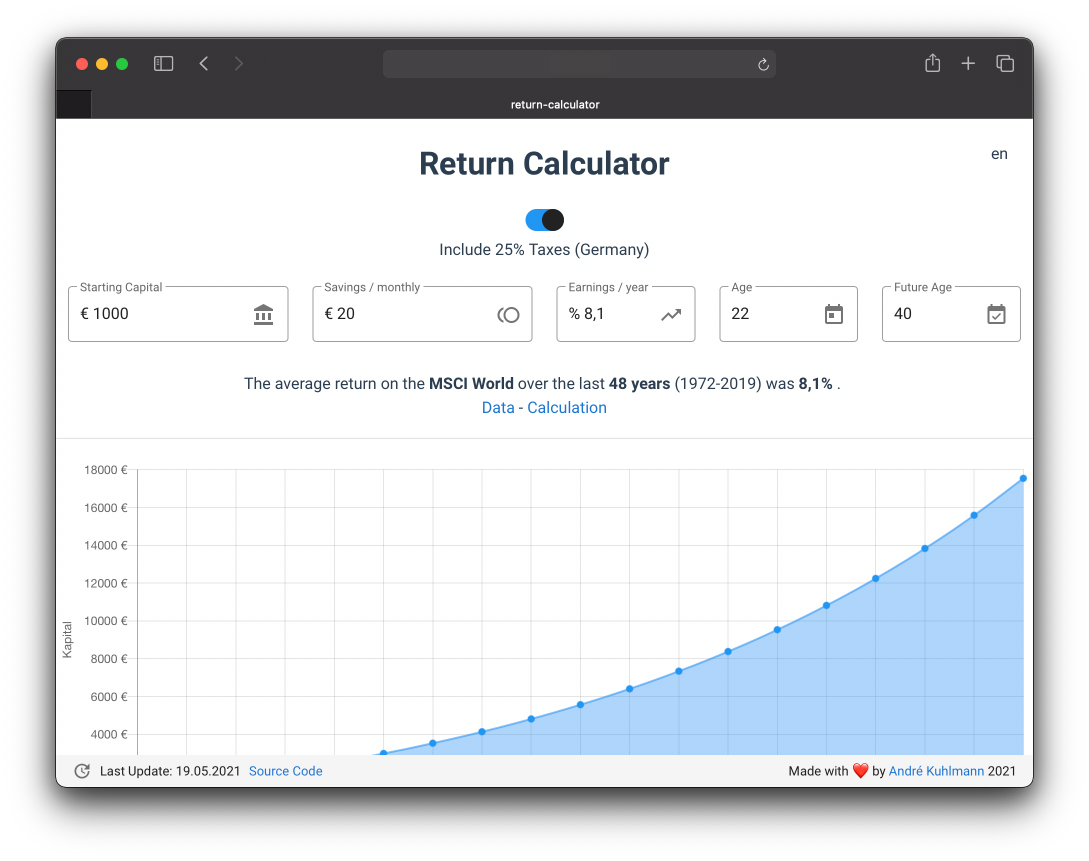 return-calculator
Return Calculator
en
Include 25% Taxes (Germany)
Starting Capital
€ 1000
Savings / monthly
€ 20
Earnings / year
% 8,1
Age
22
Future Age
40
The average return on the MSCI World over the last 48 years (1972-2019) was 8,1% .
Data - Calculation
18000 €
16000 €
14000 €
12000 €
10000 €
8000 €
6000 €
4000 €
Kapital
Last Update: 19.05.2021 Source Code
Made with ❤️ by André Kuhlmann 2021